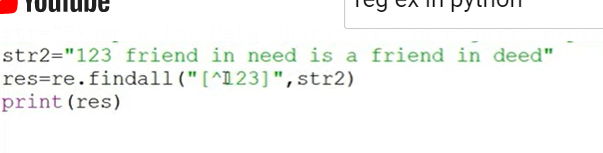 YouTube
reg ex in python
str2="123 friend in need is a friend in deed"
res=re.findall("[^123]",str2)
print(res)